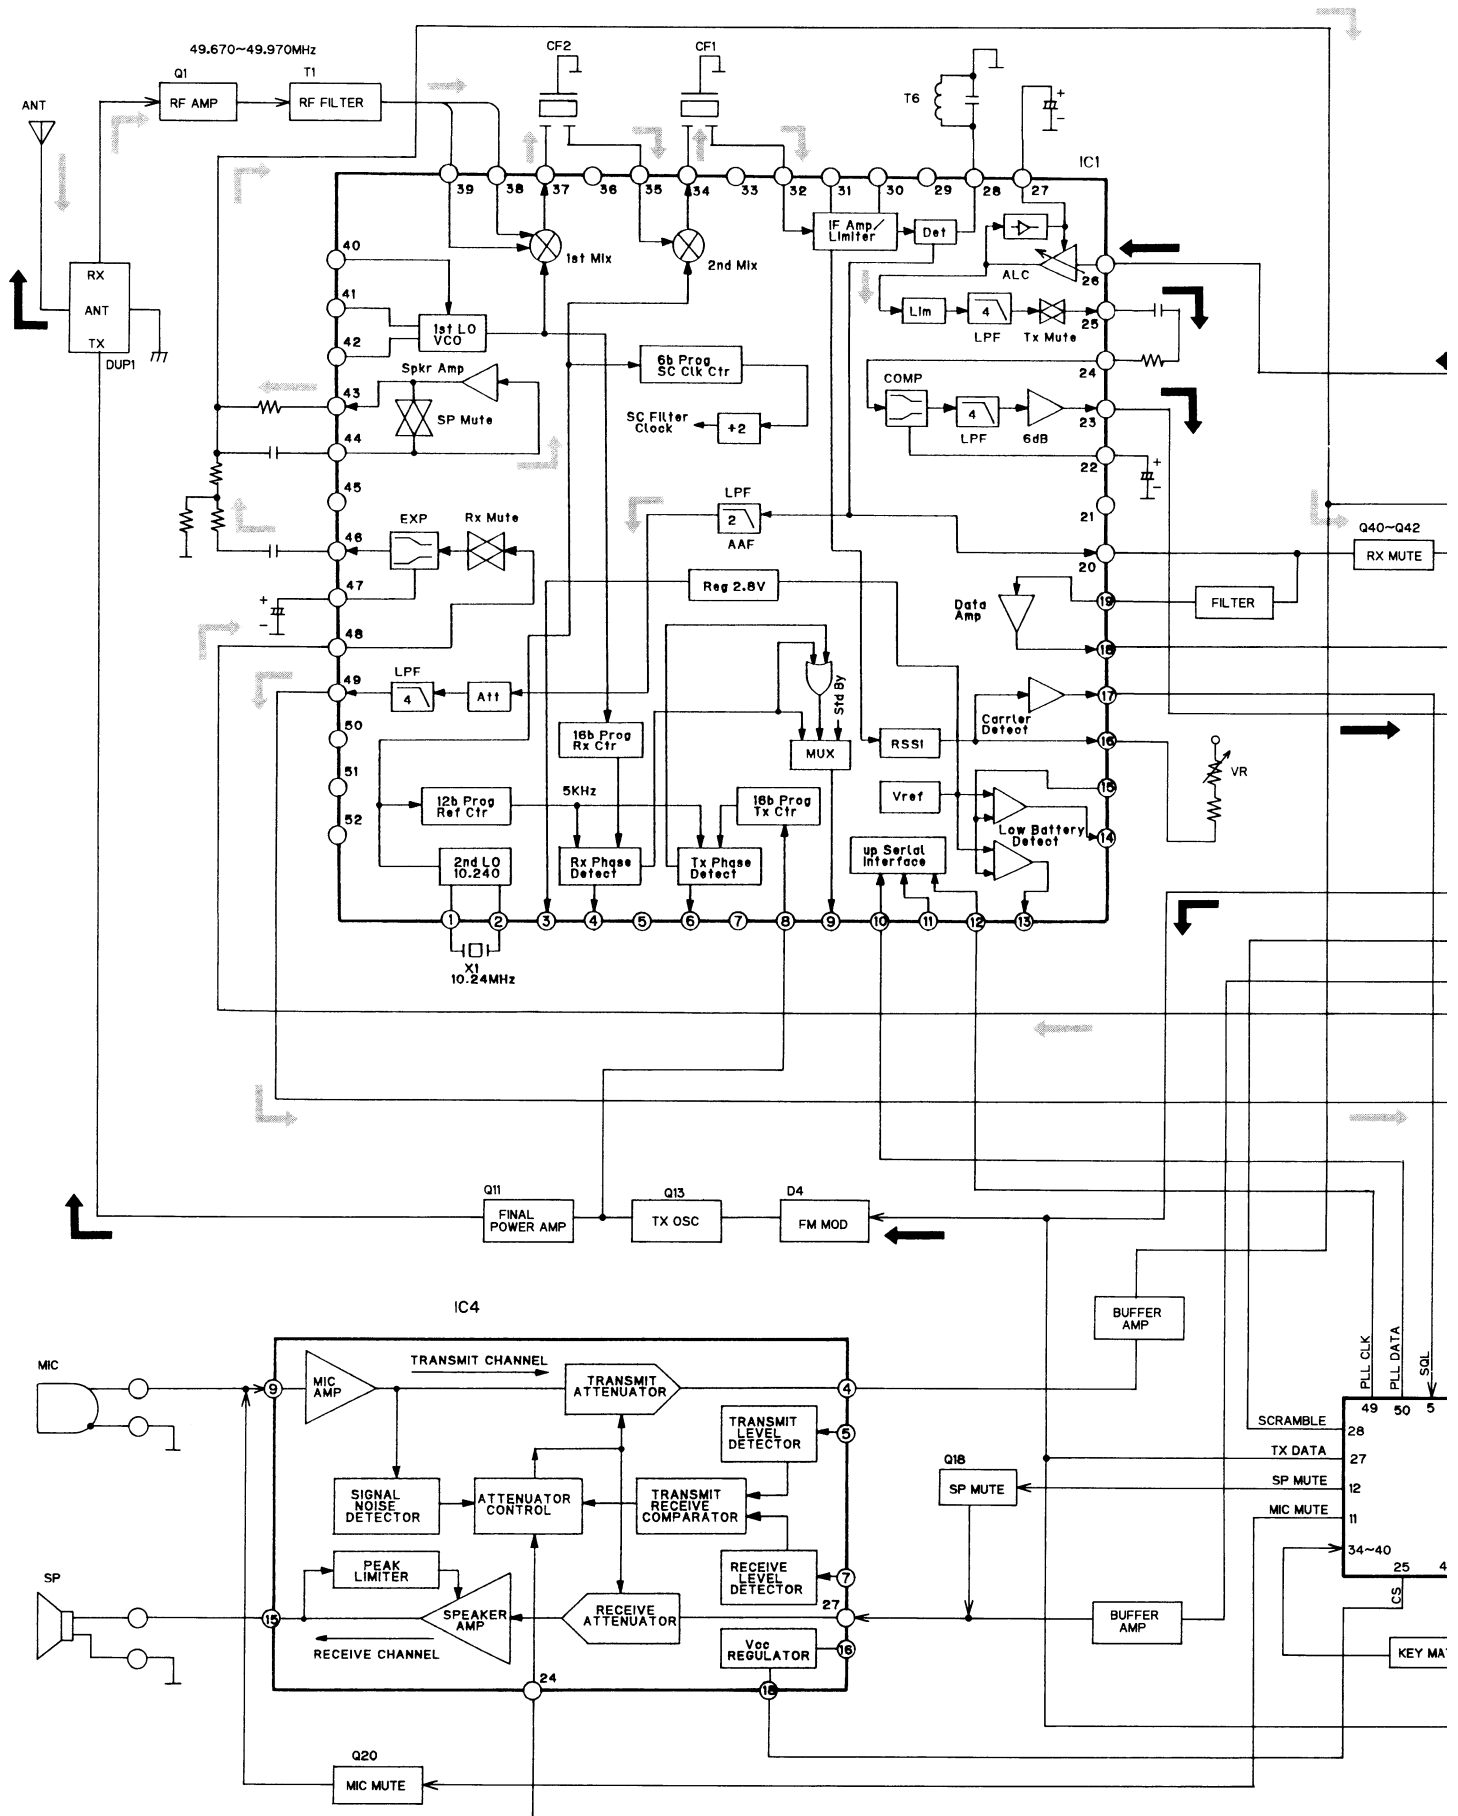 49.670~49.970MHz
CF2
CF1
Q1
T1
RF AMP
RF FILTER
ANT
T6
+
-
IC1
39
38
37
36
35
34
33
32
31
30
29
28
27
IF Amp/
Limiter
Det
1st Mix
2nd Mix
ALC
26
40
41
42
RX
ANT
TX
DUP1
1st LO
VCO
Lim
4
LPF
Tx Mute
25
24
Spkr Amp
43
SP Mute
44
6b Prog
SC Clk Ctr
SC Filter
Clock
÷2
COMP
4
LPF
6dB
23
22
+
-
45
21
EXP
Rx Mute
46
LPF
2
AAF
20
Q40~Q42
RX MUTE
47
+
-
Reg 2.8V
Data
Amp
19
FILTER
48
18
LPF
49
4
Att
Std By
17
Carrier
Detect
50
16b Prog
Rx Ctr
MUX
RSSI
16
VR
51
52
12b Prog
Ref Ctr
5KHz
16b Prog
Tx Ctr
Vref
15
Low Battery
Detect
14
2nd LO
10.240
Rx Phase
Detect
Tx Phase
Detect
up Serial
Interface
1
2
3
4
5
6
7
8
9
10
11
12
13
X1
10.24MHz
Q11
FINAL
POWER AMP
Q13
TX OSC
D4
FM MOD
BUFFER
AMP
IC4
MIC
9
MIC
AMP
TRANSMIT CHANNEL
TRANSMIT
ATTENUATOR
4
PLL CLK
PLL DATA
SQL
49
50
5
TRANSMIT
LEVEL
DETECTOR
5
SCRAMBLE
28
TX DATA
27
SP MUTE
12
MIC MUTE
11
34~40
25
4
CS
Q18
SP MUTE
SIGNAL
NOISE
DETECTOR
ATTENUATOR
CONTROL
TRANSMIT
RECEIVE
COMPARATOR
PEAK
LIMITER
RECEIVE
LEVEL
DETECTOR
7
SP
15
SPEAKER
AMP
RECEIVE
ATTENUATOR
27
BUFFER
AMP
RECEIVE CHANNEL
Vcc
REGULATOR
16
KEY MAT
24
18
Q20
MIC MUTE